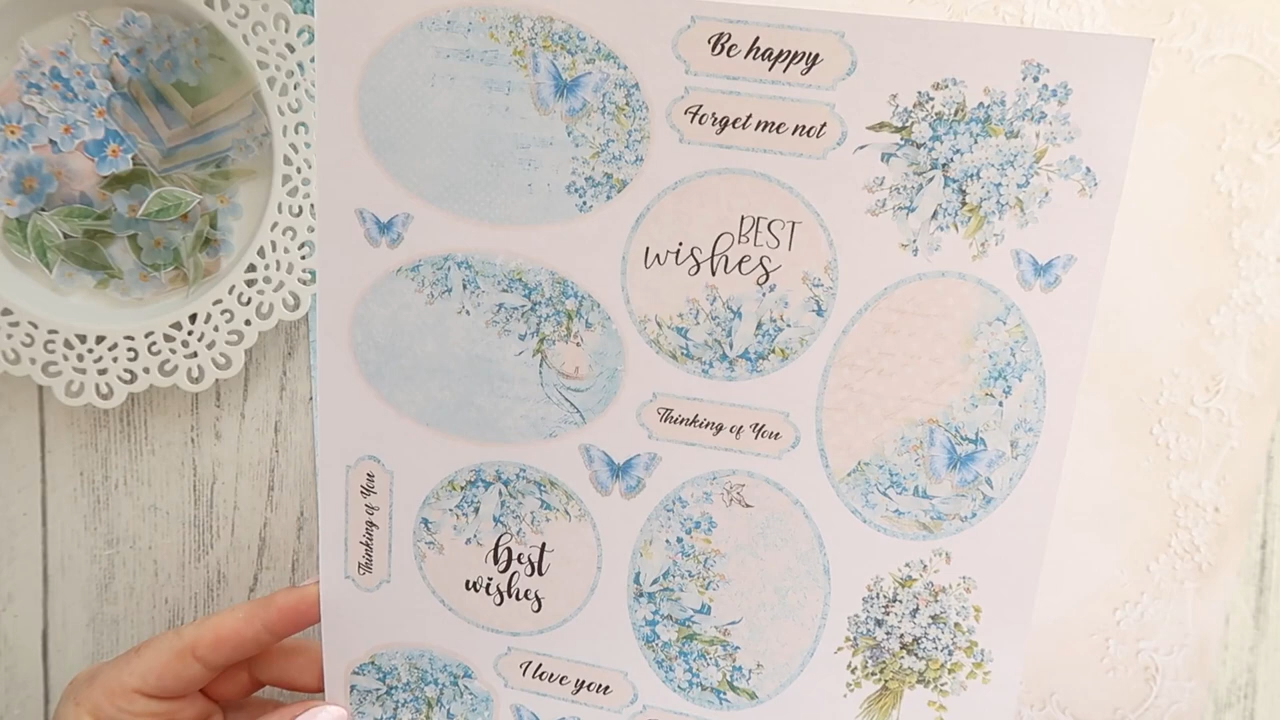 Be happy
Forget me not
BEST
wishes
Thinking of You
Thinking of You
Best
wishes
I love you